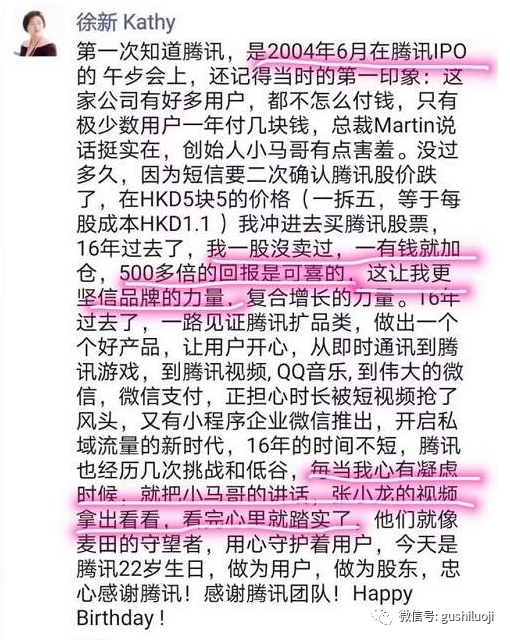 徐新 Kathy
第一次知道腾讯，是2004年6月在腾讯IPO
的 午歺会上，还记得当时的第一印象：这
家公司有好多用户，都不怎么付钱，只有
极少数用户一年付几块钱，总裁Martin说
话挺实在，创始人小马哥有点害羞。没过
多久，因为短信要二次确认腾讯股价跌
了，在HKD5块5的价格（一拆五，等于每
股成本HKD1.1 ）我冲进去买腾讯股票，
16年过去了，我一股沒卖过，一有钱就加
仓，500多倍的回报是可喜的，这让我更
坚信品牌的力量，复合增长的力量。16年
过去了，一路见证腾讯扩品类，做出一个
个好产品，让用户开心，从即时通讯到腾
讯游戏，到腾讯视频, QQ音乐, 到伟大的微
信，微信支付，正担心时长被短视频抢了
风头，又有小程序企业微信推出，开启私
域流量的新时代，16年的时间不短，腾讯
也经历几次挑战和低谷，每当我心有凝虑
时候，就把小马哥的讲话，张小龙的视频
拿出看看，看完心里就踏实了，他们就像
麦田的守望者，用心守护着用户，今天是
腾讯22岁生日，做为用户，做为股东，忠
心感谢腾讯！感谢腾讯团队！Happy
Birthday !
微信号: gushiluoji